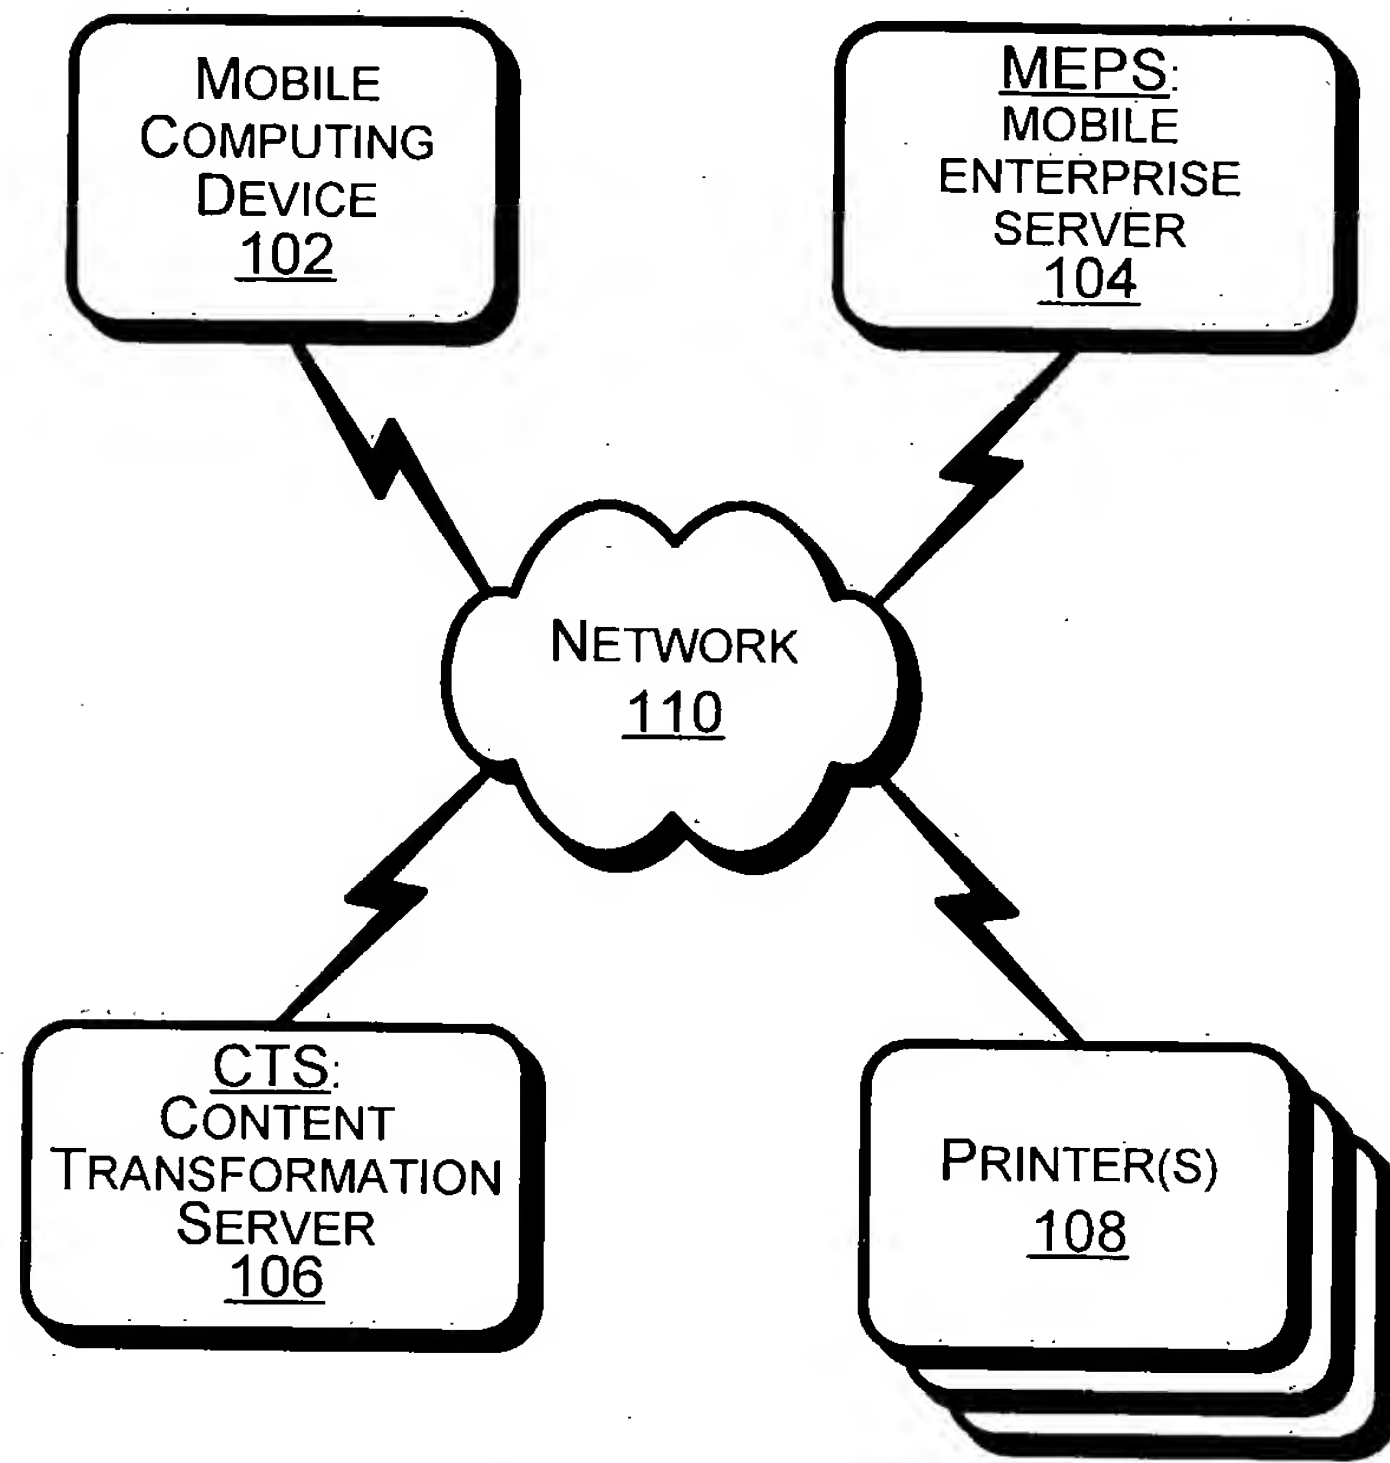 MOBILE
COMPUTING
DEVICE
102
MEPS:
MOBILE
ENTERPRISE
SERVER
104
NETWORK
110
CTS:
CONTENT
TRANSFORMATION
SERVER
106
PRINTER(S)
108